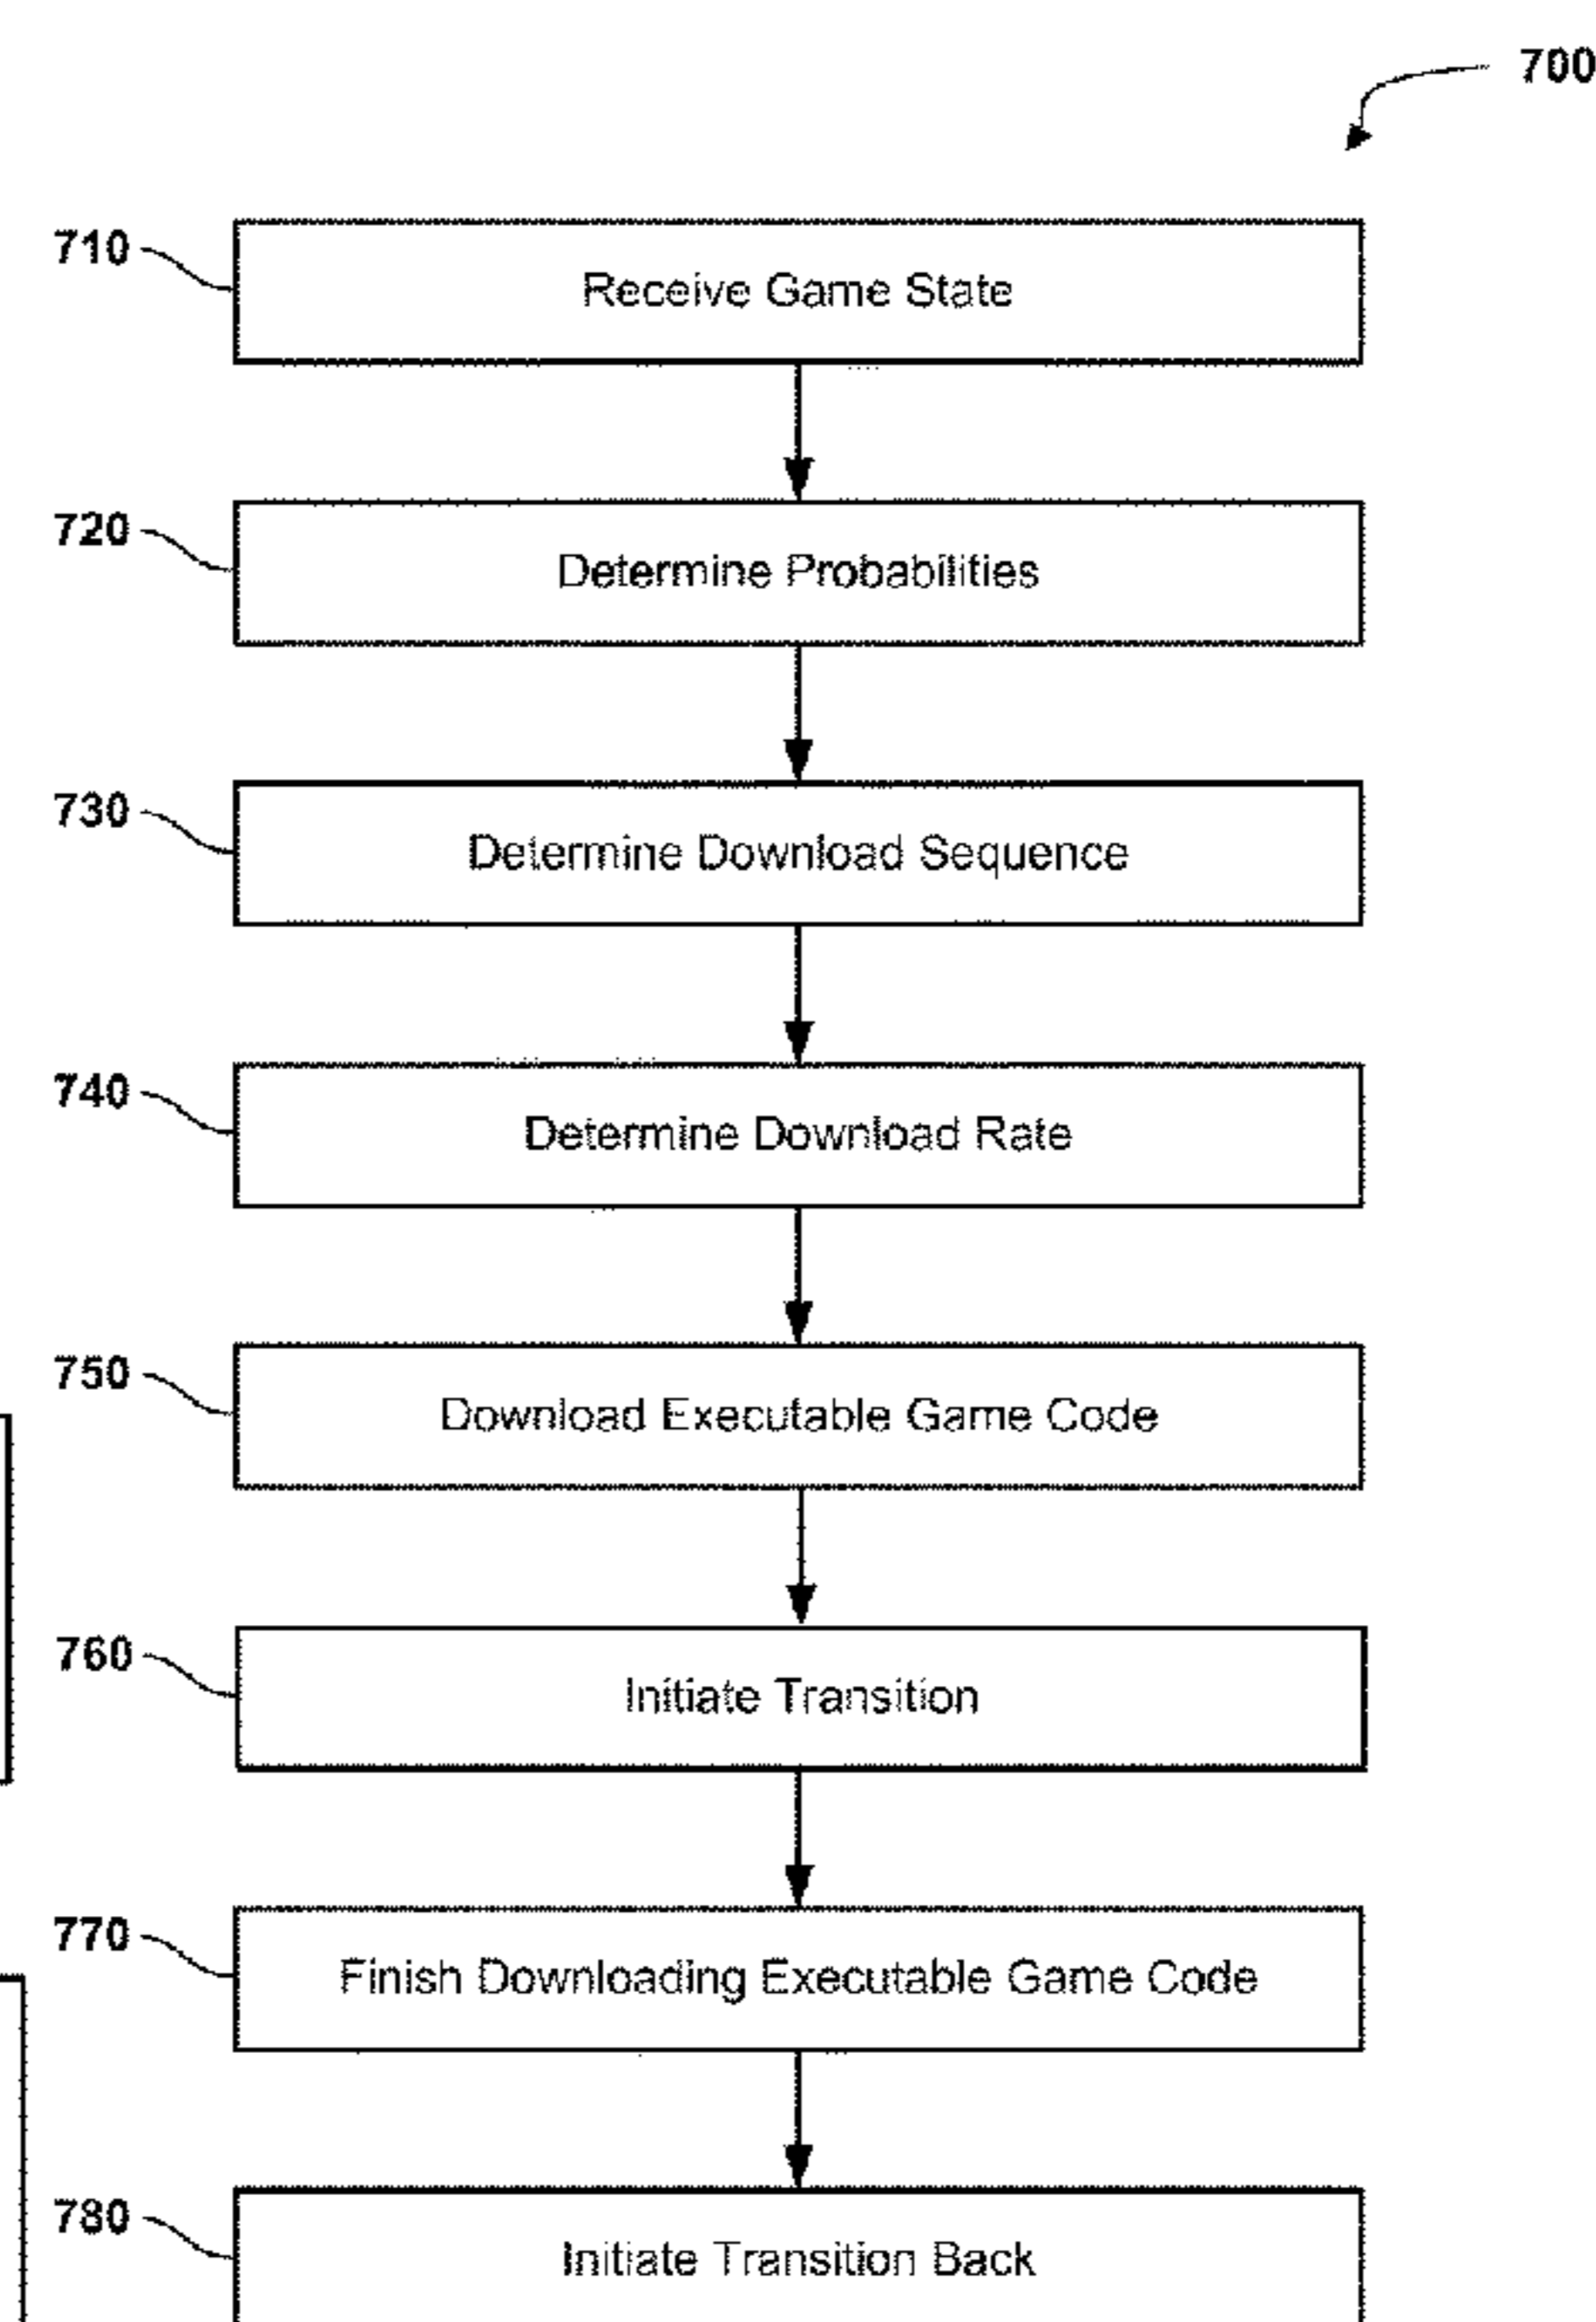 700
710
Receive Game State
720
Determine Probabilities
730
Determine Download Sequence
740
Determine Download Rate
750
Download Executable Game Code
760
Initiate Transition
770
Finish Downloading Executable Game Code
780
Initiate Transition Back